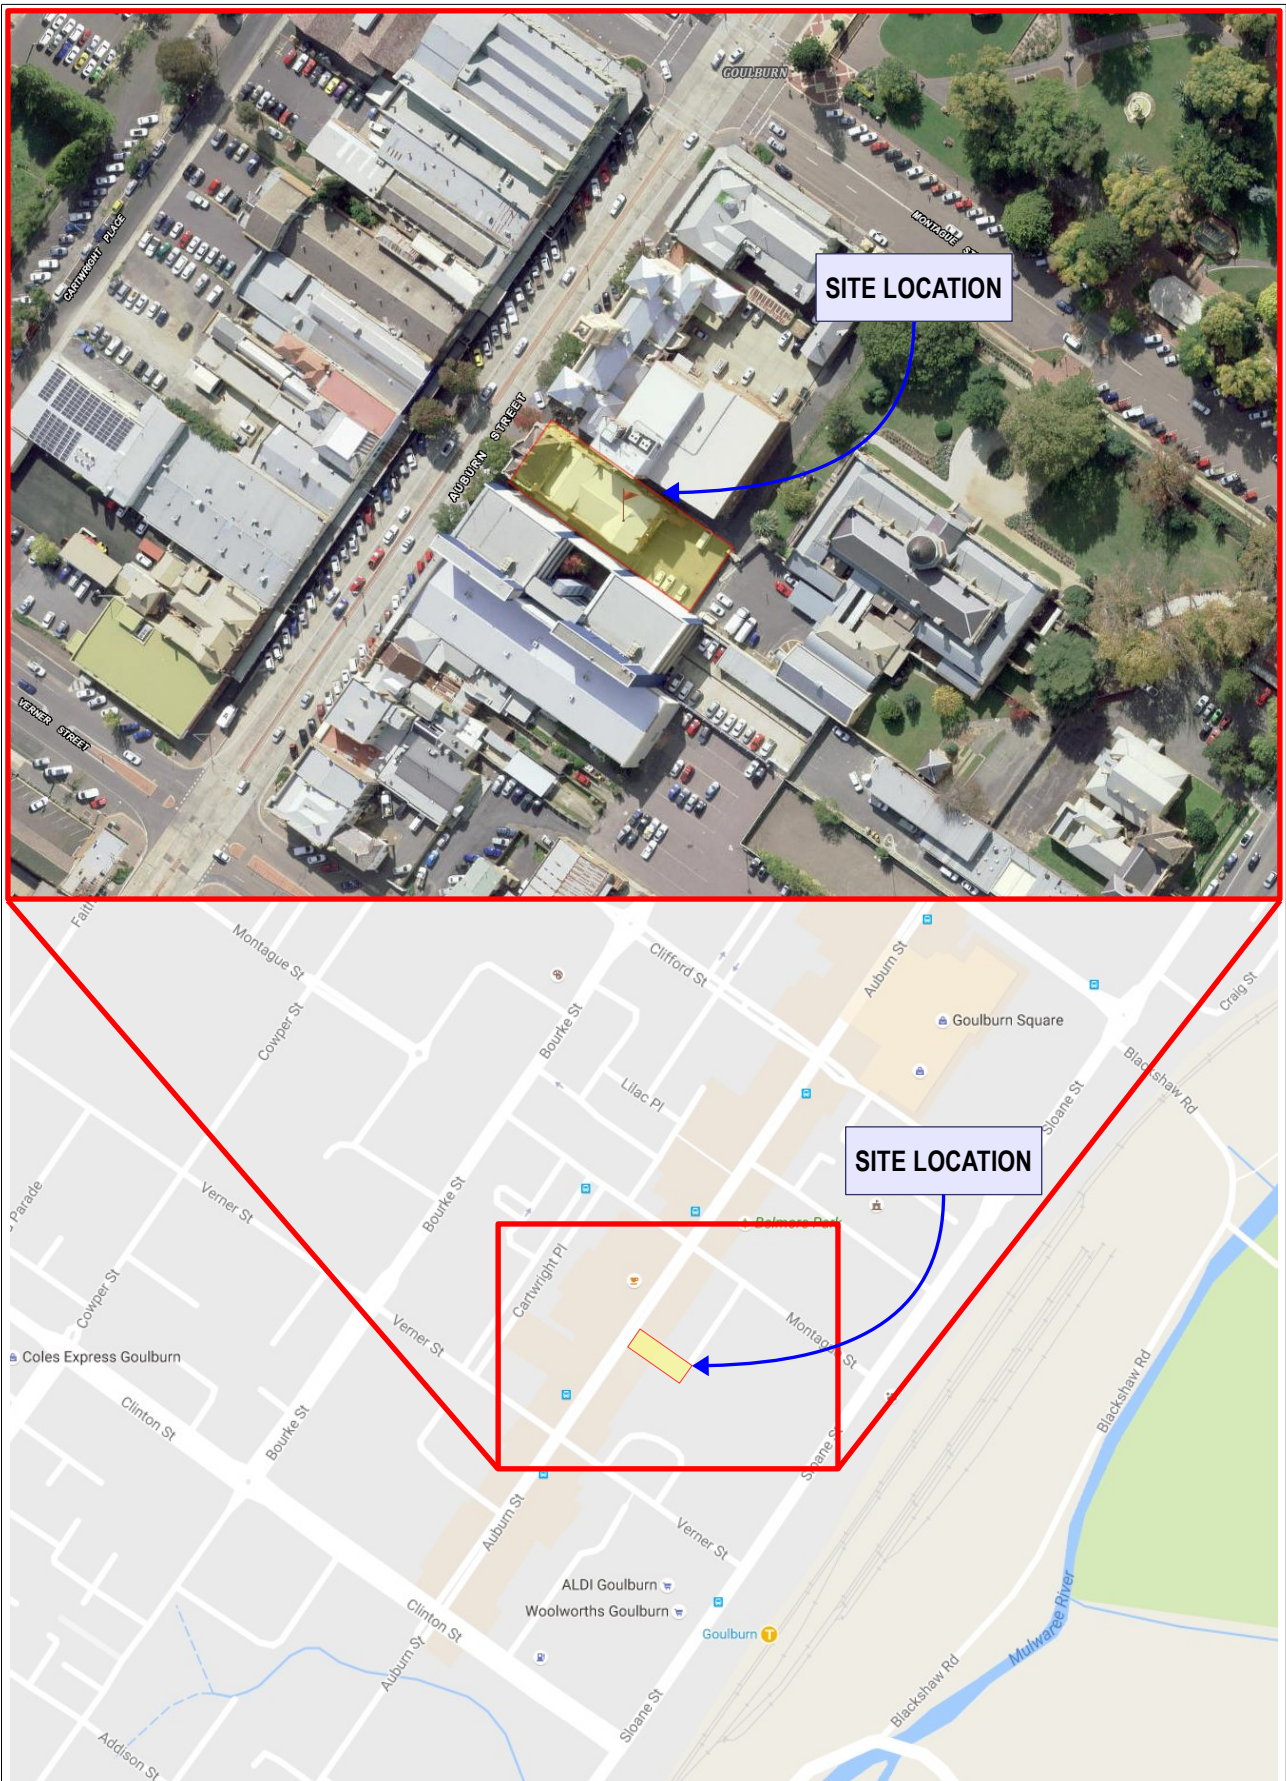 GOULBURN
MONTAGUE ST
CARTWRIGHT PLACE
SITE LOCATION
AUBURN STREET
VERNER STREET
Faith
Montague St
Clifford St
Auburn St
Craig St
Cowper St
Bourke St
Goulburn Square
Lilac Pl
Blackshaw Rd
Sloane St
SITE LOCATION
Parade
Verner St
Bourke St
Belmore Park
Cartwright Pl
Cowper St
Verner St
Montague St
Coles Express Goulburn
Blackshaw Rd
Clinton St
Bourke St
Sloane St
Auburn St
Verner St
ALDI Goulburn
Woolworths Goulburn
Clinton St
Goulburn
T
Mulwaree River
Auburn St
Blackshaw Rd
Sloane St
Addison St